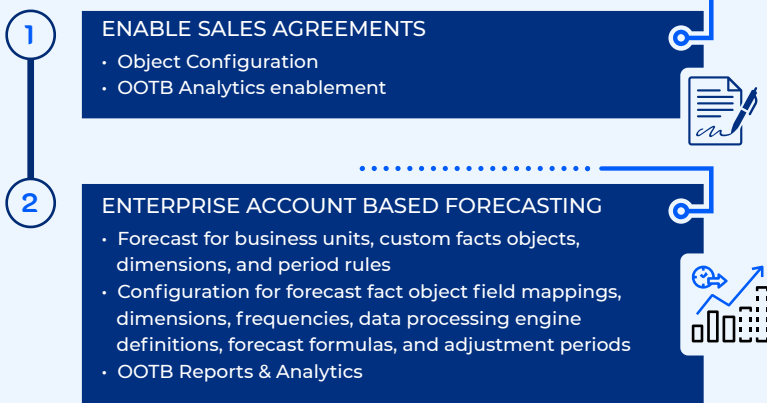 1
ENABLE SALES AGREEMENTS
• Object Configuration
• OOTB Analytics enablement
2
ENTERPRISE ACCOUNT BASED FORECASTING
• Forecast for business units, custom facts objects,
dimensions, and period rules
• Configuration for forecast fact object field mappings,
dimensions, frequencies, data processing engine
definitions, forecast formulas, and adjustment periods
• OOTB Reports & Analytics